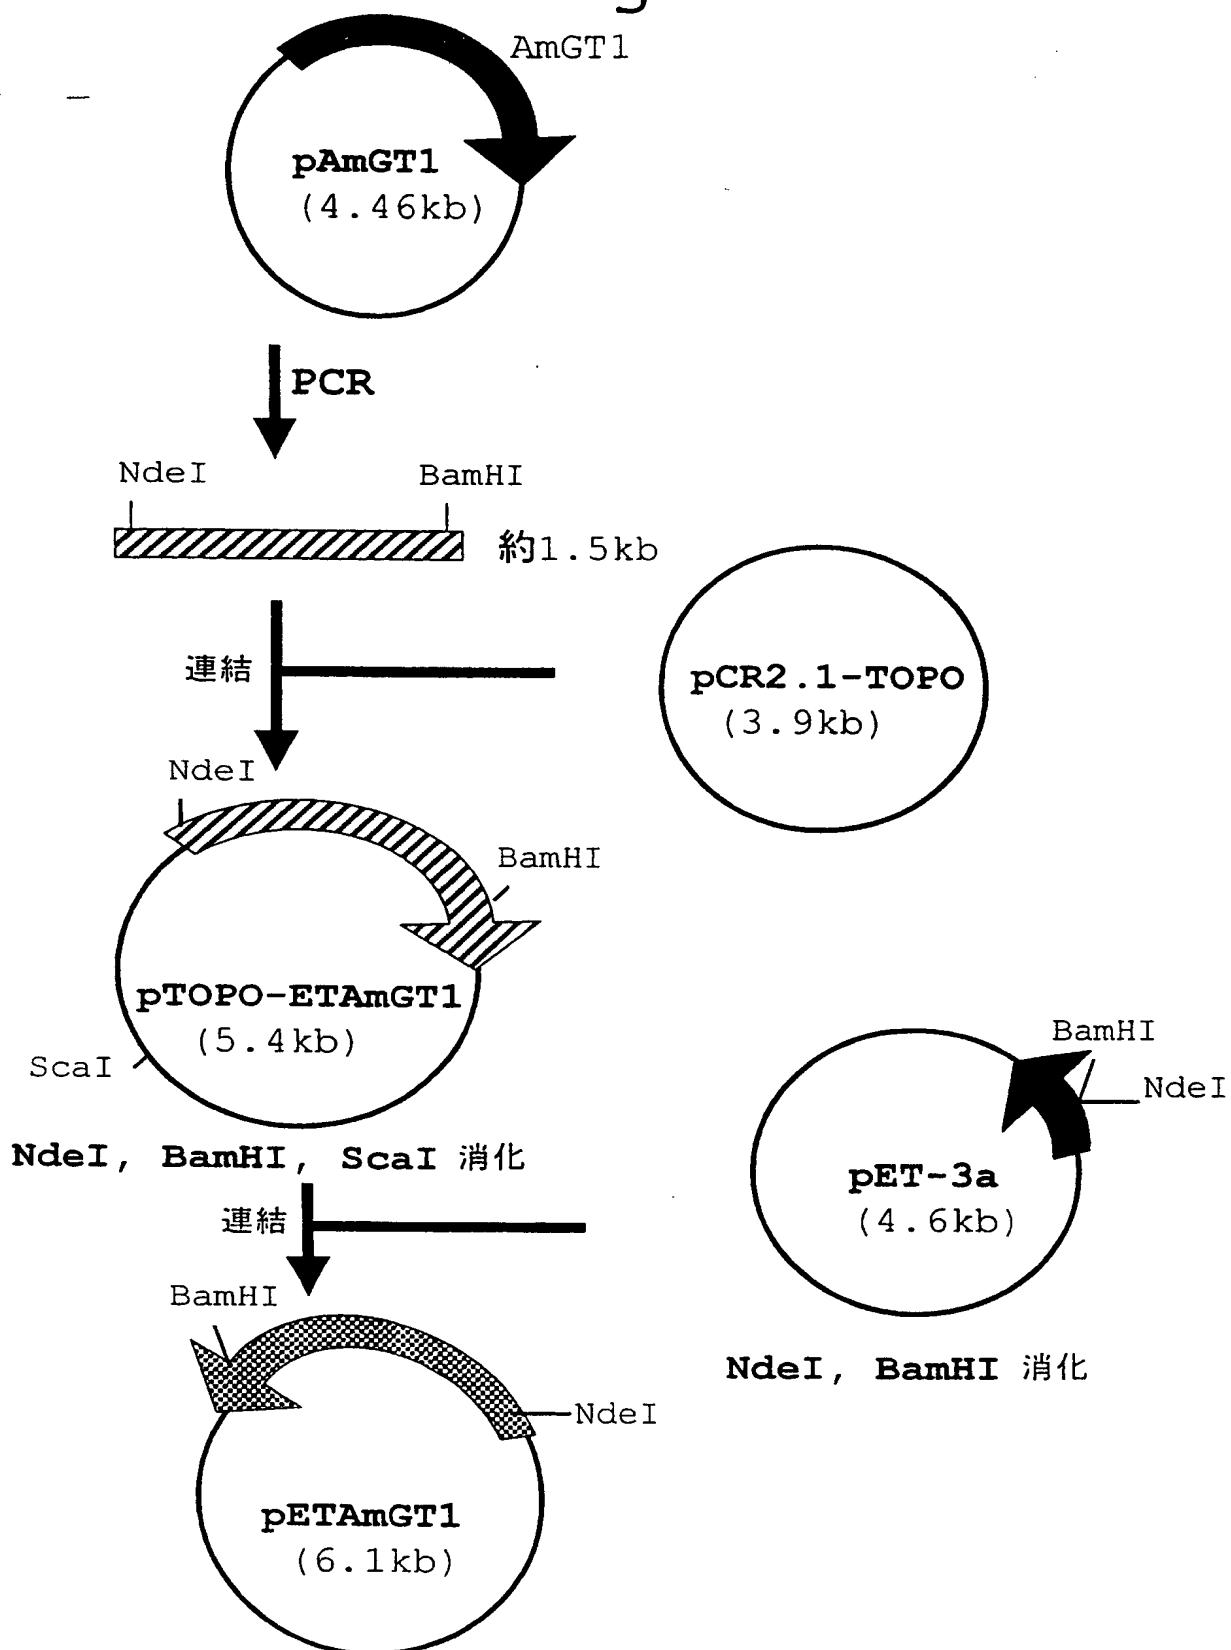 AmGT1
pAmGT1
(4.46kb)
PCR
NdeI
BamHI
約1.5kb
連結
pCR2.1-TOPO
(3.9kb)
NdeI
BamHI
pTOPO-ETAmGT1
(5.4kb)
ScaI
NdeI, BamHI, ScaI 消化
BamHI
NdeI
pET-3a
(4.6kb)
連結
NdeI, BamHI 消化
BamHI
NdeI
pETAmGT1
(6.1kb)